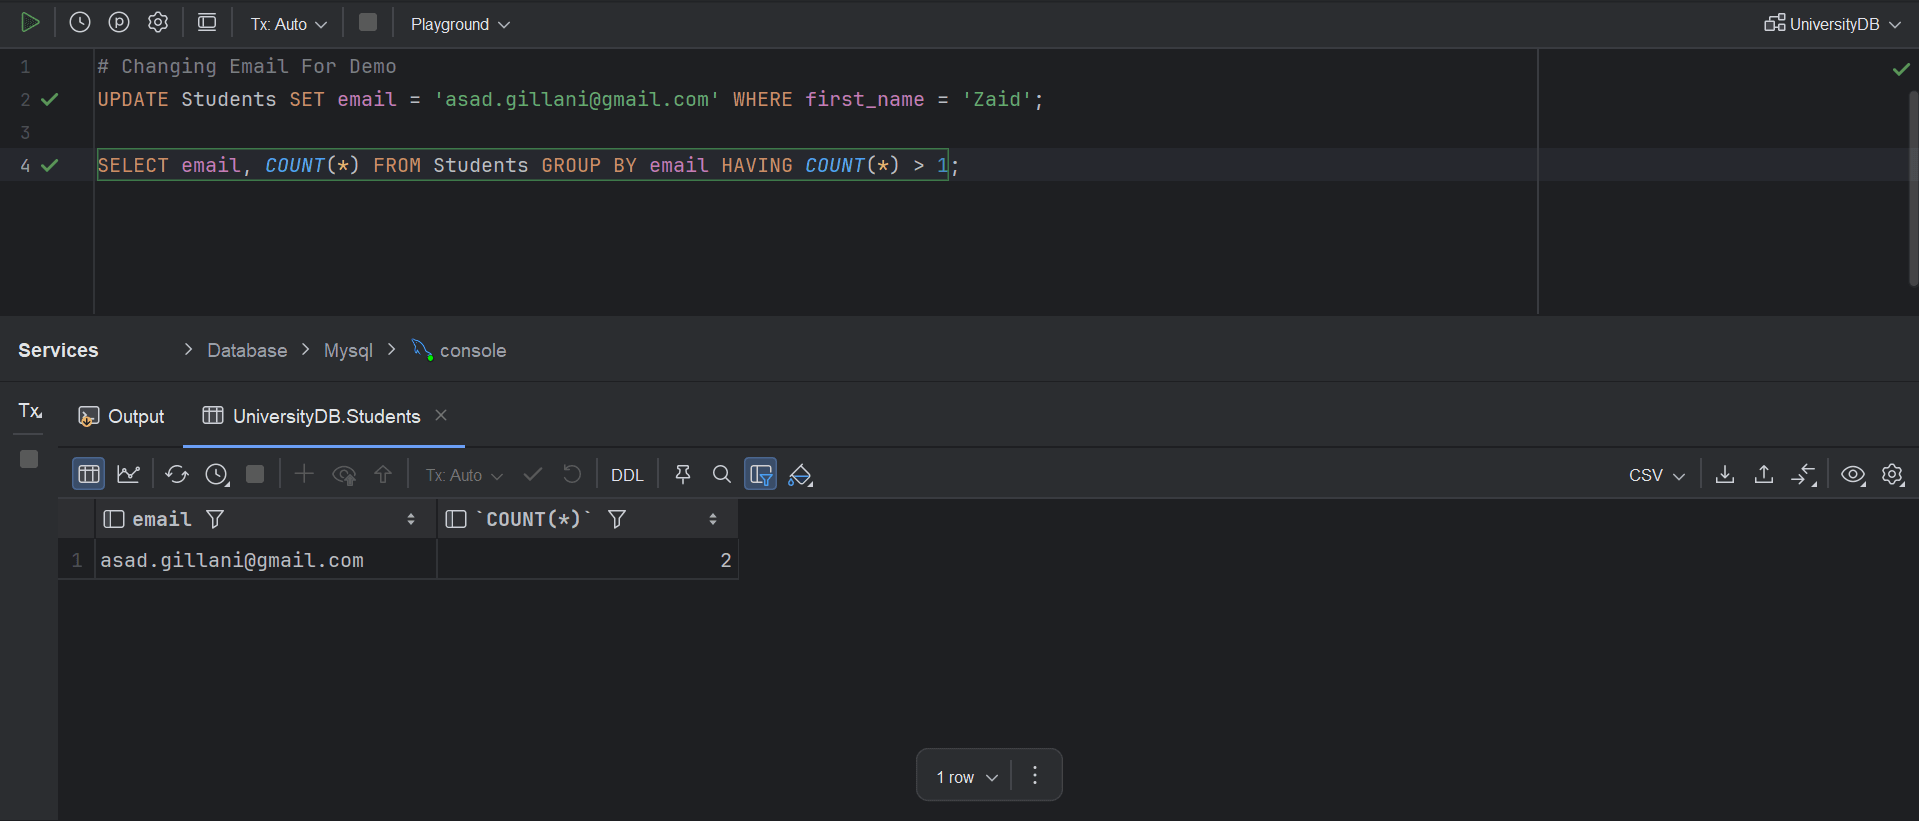 Tx: Auto Playground UniversityDB
1 # Changing Email For Demo
2 UPDATE Students SET email = 'asad.gillani@gmail.com' WHERE first_name = 'Zaid';
3
4 SELECT email, COUNT(*) FROM Students GROUP BY email HAVING COUNT(*) > 1;
Services > Database > Mysql > console
Tx Output UniversityDB.Students
Tx: Auto DDL CSV
email `COUNT(*)`
1 asad.gillani@gmail.com 2
1 row